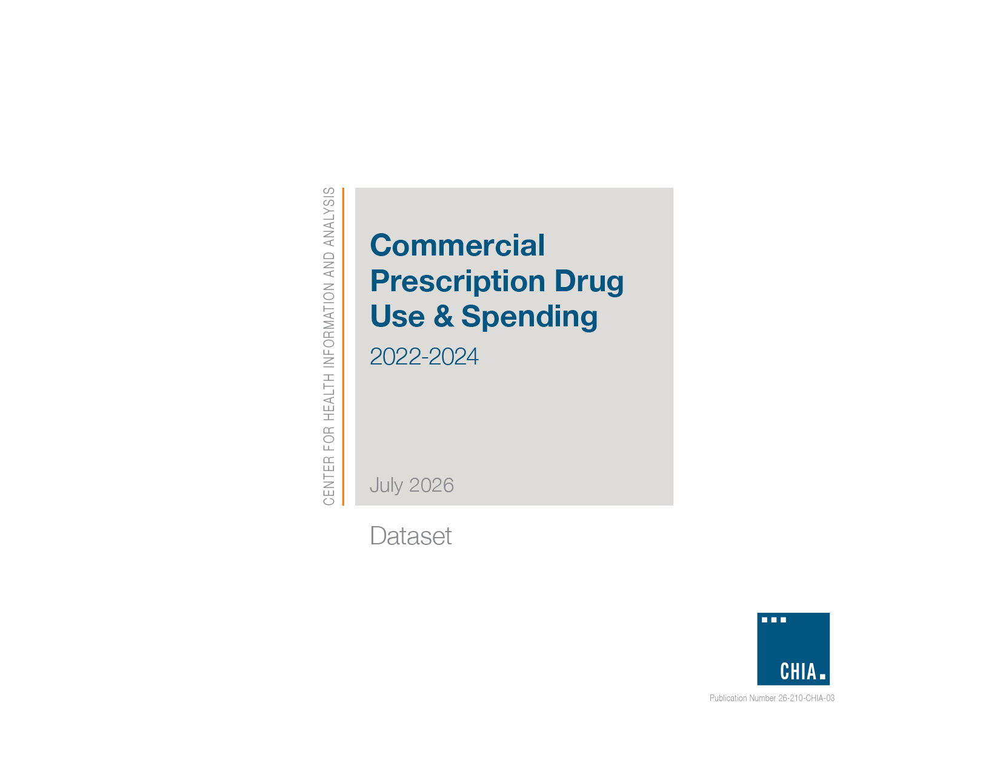 CENTER FOR HEALTH INFORMATION AND ANALYSIS
Commercial
Prescription Drug
Use & Spending
2022-2024
July 2026
Dataset
CHIA.
Publication Number 26-210-CHIA-03